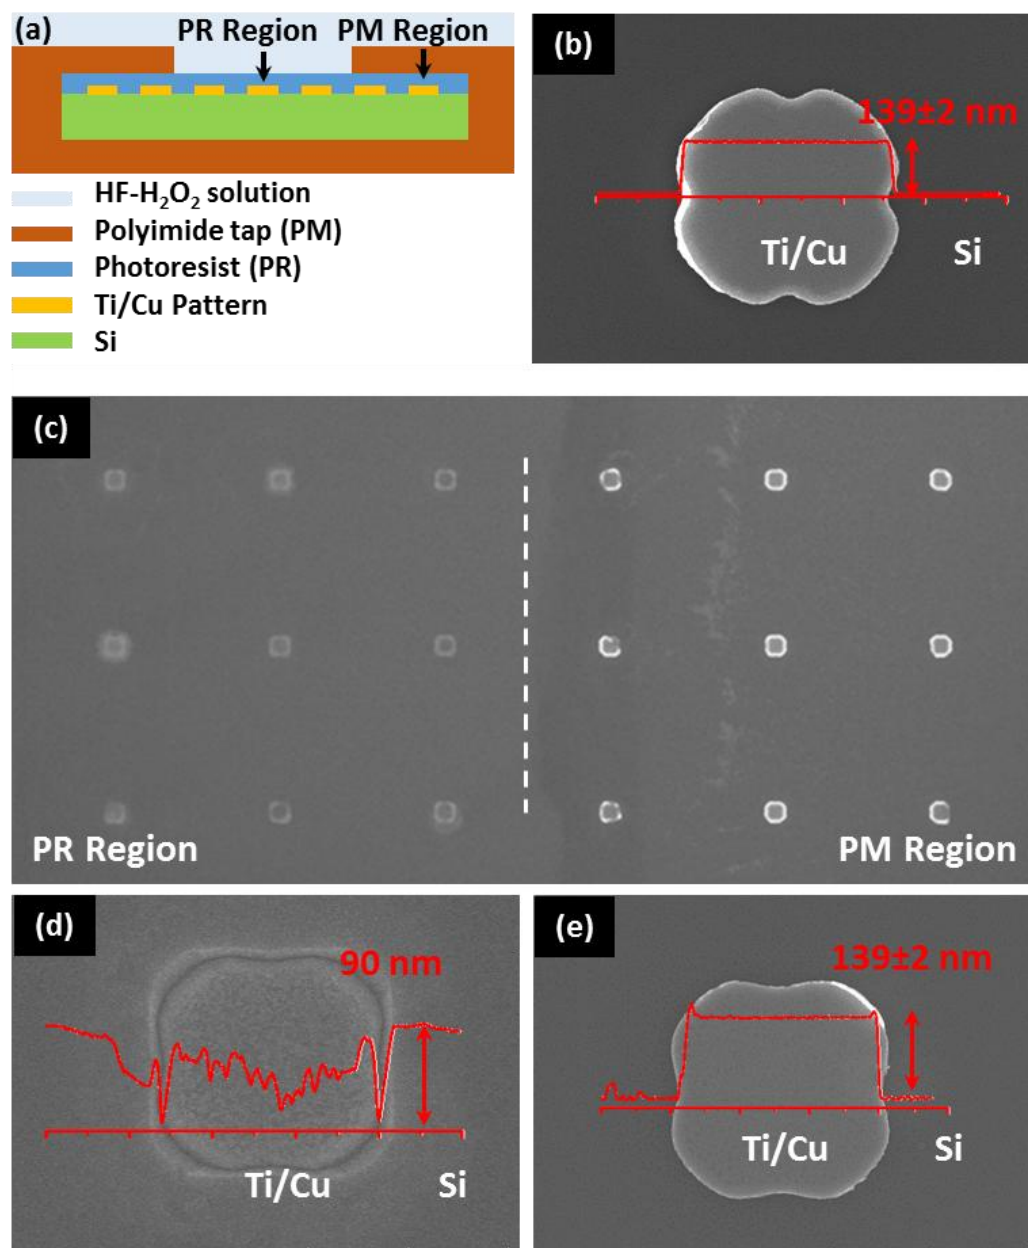 (a)
PR Region
PM Region
HF-H₂O₂ solution
Polyimide tap (PM)
Photoresist (PR)
Ti/Cu Pattern
Si
(b)
139±2 nm
Ti/Cu
Si
(c)
PR Region
PM Region
(d)
90 nm
Ti/Cu
Si
(e)
139±2 nm
Ti/Cu
Si